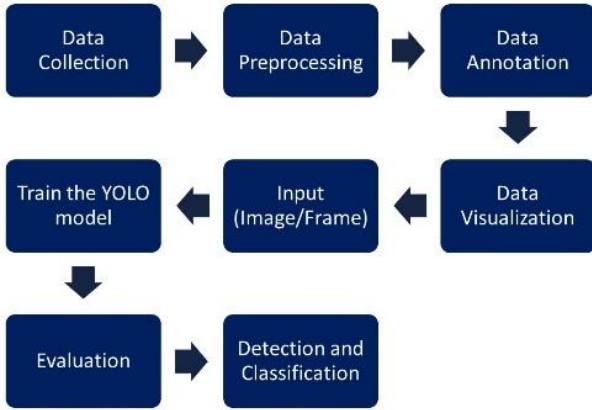 Data
Collection
Data
Preprocessing
Data
Annotation
Data
Visualization
Input
(Image/Frame)
Train the YOLO
model
Evaluation
Detection and
Classification